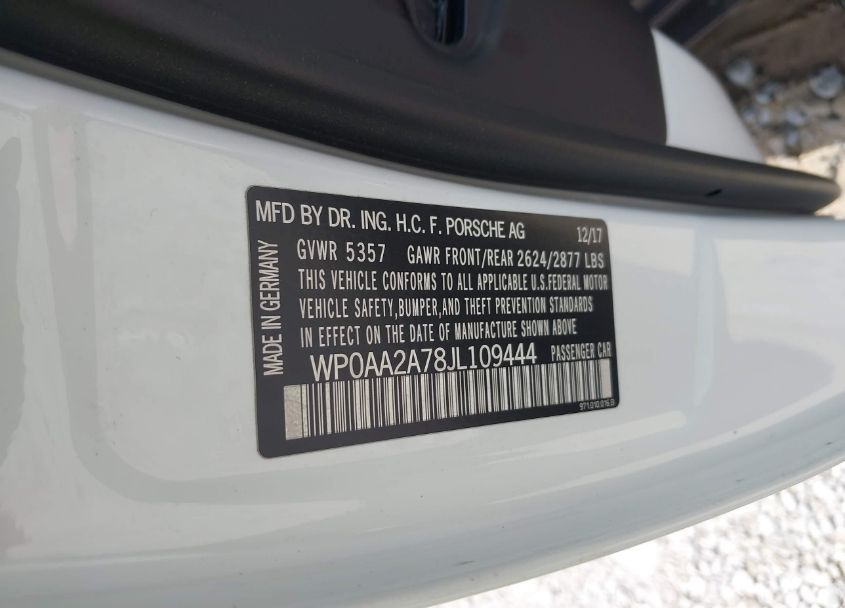 MFD BY DR. ING. H.C. F. PORSCHE AG 12/17
GVWR 5357 GAWR FRONT/REAR 2624/2877 LBS
THIS VEHICLE CONFORMS TO ALL APPLICABLE U.S.FEDERAL MOTOR
VEHICLE SAFETY,BUMPER,AND THEFT PREVENTION STANDARDS
IN EFFECT ON THE DATE OF MANUFACTURE SHOWN ABOVE
WP0AA2A78JL109444 PASSENGER CAR
MADE IN GERMANY